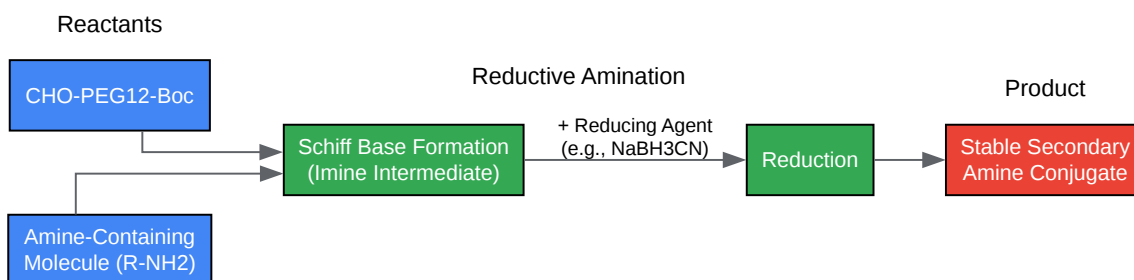 Reactants
CHO-PEG12-Boc
Reductive Amination
Product
+ Reducing Agent
(e.g., NaBH3CN)
Schiff Base Formation
(Imine Intermediate)
Reduction
Stable Secondary
Amine Conjugate
Amine-Containing
Molecule (R-NH2)